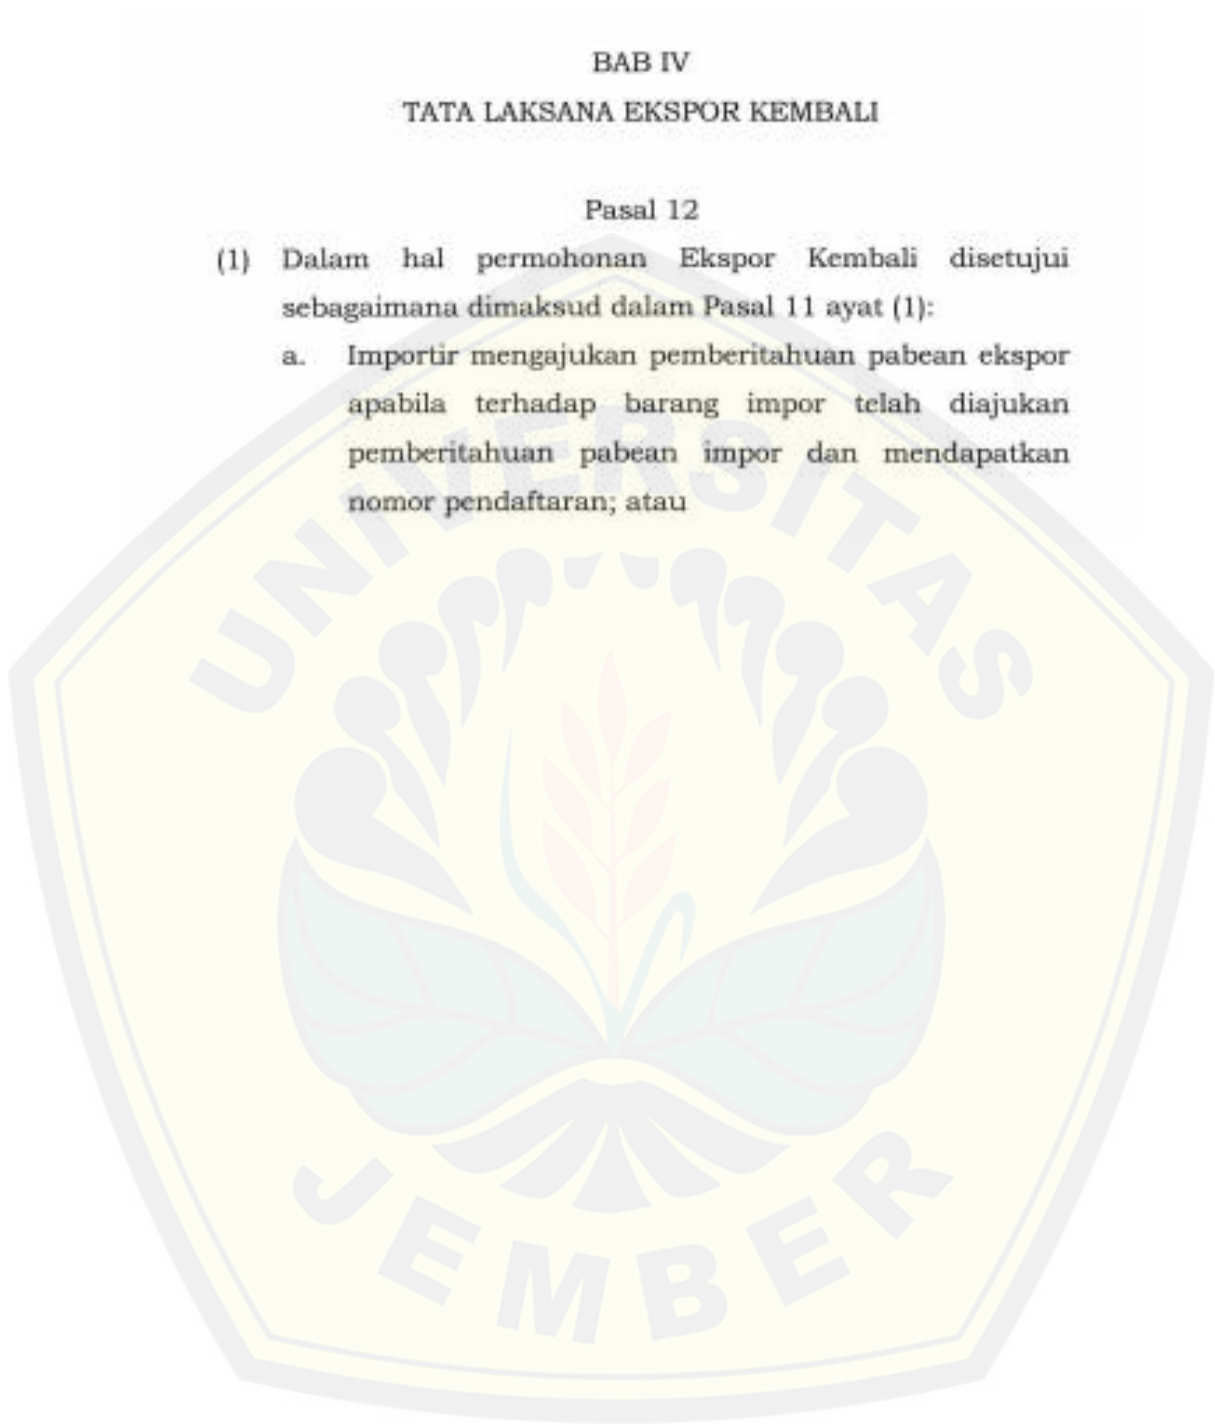 BAB IV
TATA LAKSANA EKSPOR KEMBALI
Pasal 12
(1) Dalam hal permohonan Ekspor Kembali disetujui
sebagaimana dimaksud dalam Pasal 11 ayat (1):
a. Importir mengajukan pemberitahuan pabean ekspor
apabila terhadap barang impor telah diajukan
pemberitahuan pabean impor dan mendapatkan
nomor pendaftaran; atau
UNIVERSITAS
JEMBER